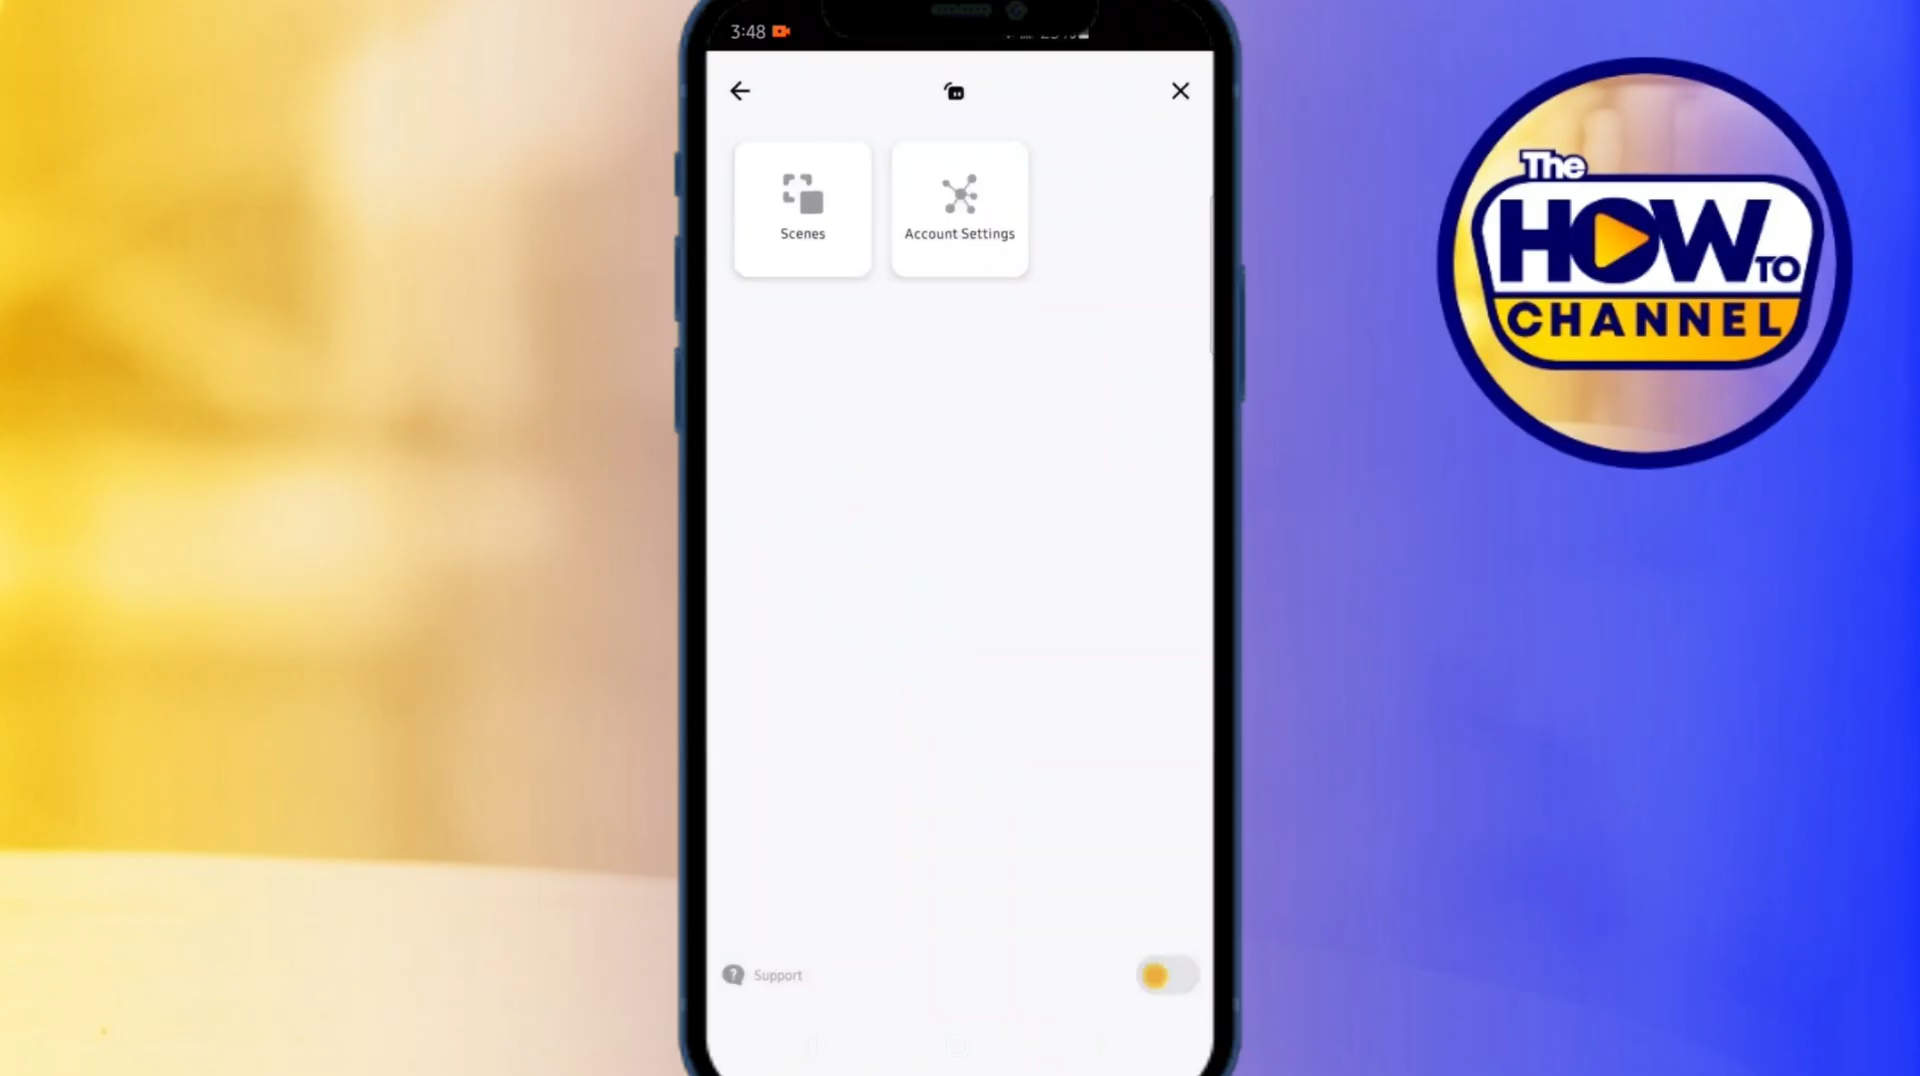 3:48
Scenes
Account Settings
Support
The
HOW TO
CHANNEL